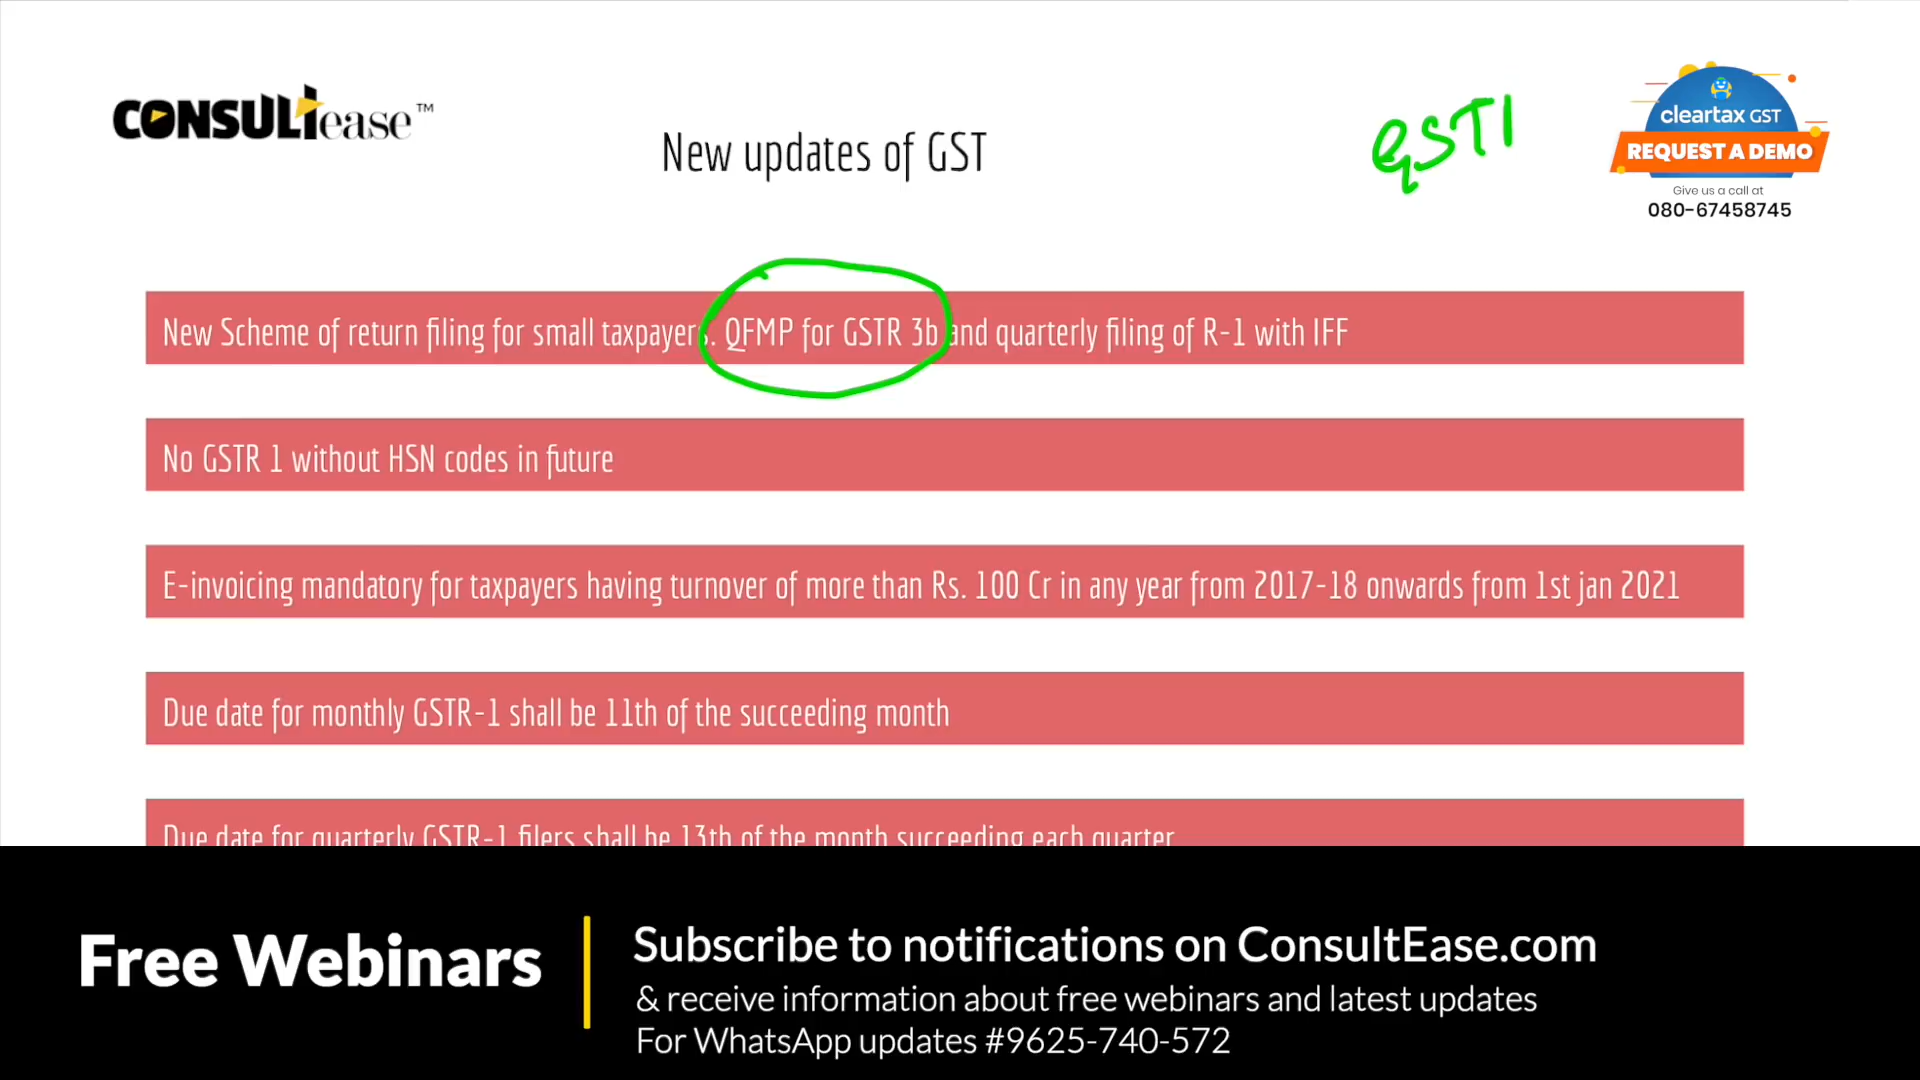 CONSULTease™
New updates of GST
GST1
cleartax GST
REQUEST A DEMO
Give us a call at
080-67458745
New Scheme of return filing for small taxpayers. QFMP for GSTR 3b and quarterly filing of R-1 with IFF
No GSTR 1 without HSN codes in future
E-invoicing mandatory for taxpayers having turnover of more than Rs. 100 Cr in any year from 2017-18 onwards from 1st jan 2021
Due date for monthly GSTR-1 shall be 11th of the succeeding month
Due date for quarterly GSTR-1 filers shall be 13th of the month succeeding each quarter
Free Webinars
Subscribe to notifications on ConsultEase.com
& receive information about free webinars and latest updates
For WhatsApp updates #9625-740-572